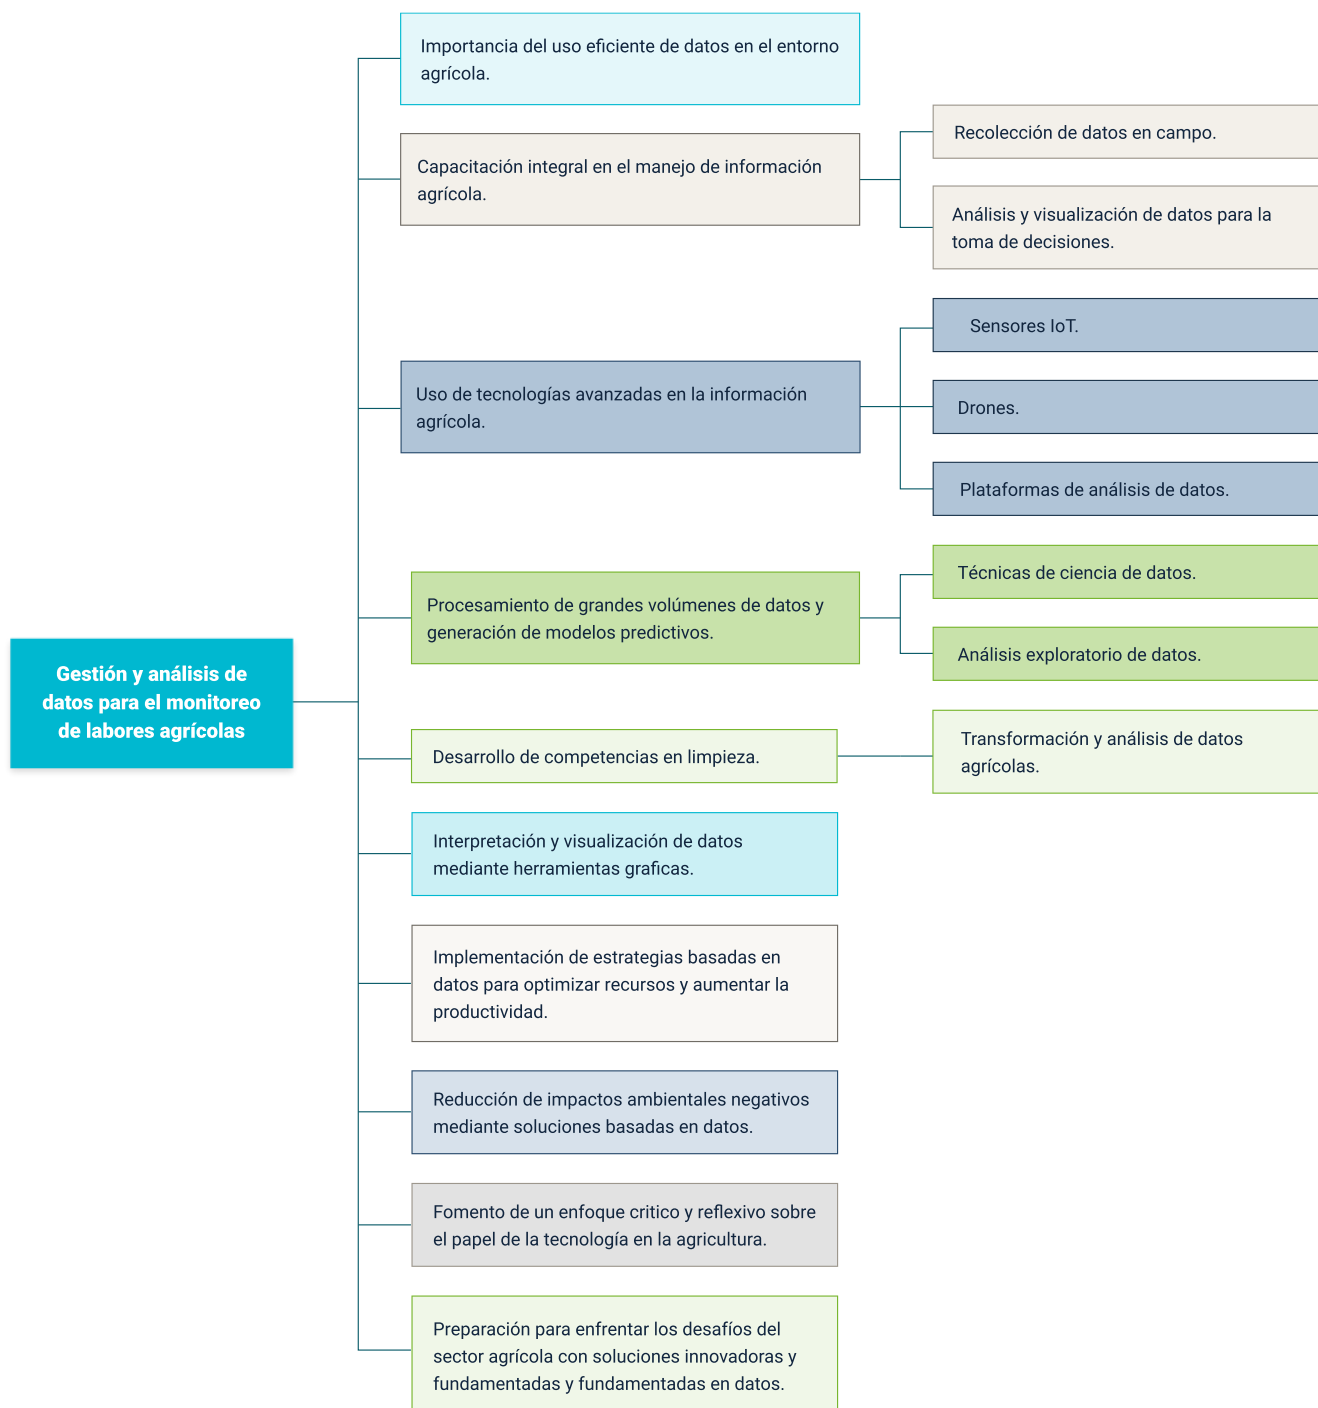 Importancia del uso eficiente de datos en el entorno
agrícola.
Capacitación integral en el manejo de información
agrícola.
Recolección de datos en campo.
Análisis y visualización de datos para la
toma de decisiones.
Uso de tecnologías avanzadas en la información
agrícola.
Sensores IoT.
Drones.
Plataformas de análisis de datos.
Procesamiento de grandes volúmenes de datos y
generación de modelos predictivos.
Técnicas de ciencia de datos.
Análisis exploratorio de datos.
Gestión y análisis de
datos para el monitoreo
de labores agrícolas
Desarrollo de competencias en limpieza.
Transformación y análisis de datos
agrícolas.
Interpretación y visualización de datos
mediante herramientas graficas.
Implementación de estrategias basadas en
datos para optimizar recursos y aumentar la
productividad.
Reducción de impactos ambientales negativos
mediante soluciones basadas en datos.
Fomento de un enfoque critico y reflexivo sobre
el papel de la tecnología en la agricultura.
Preparación para enfrentar los desafíos del
sector agrícola con soluciones innovadoras y
fundamentadas y fundamentadas en datos.